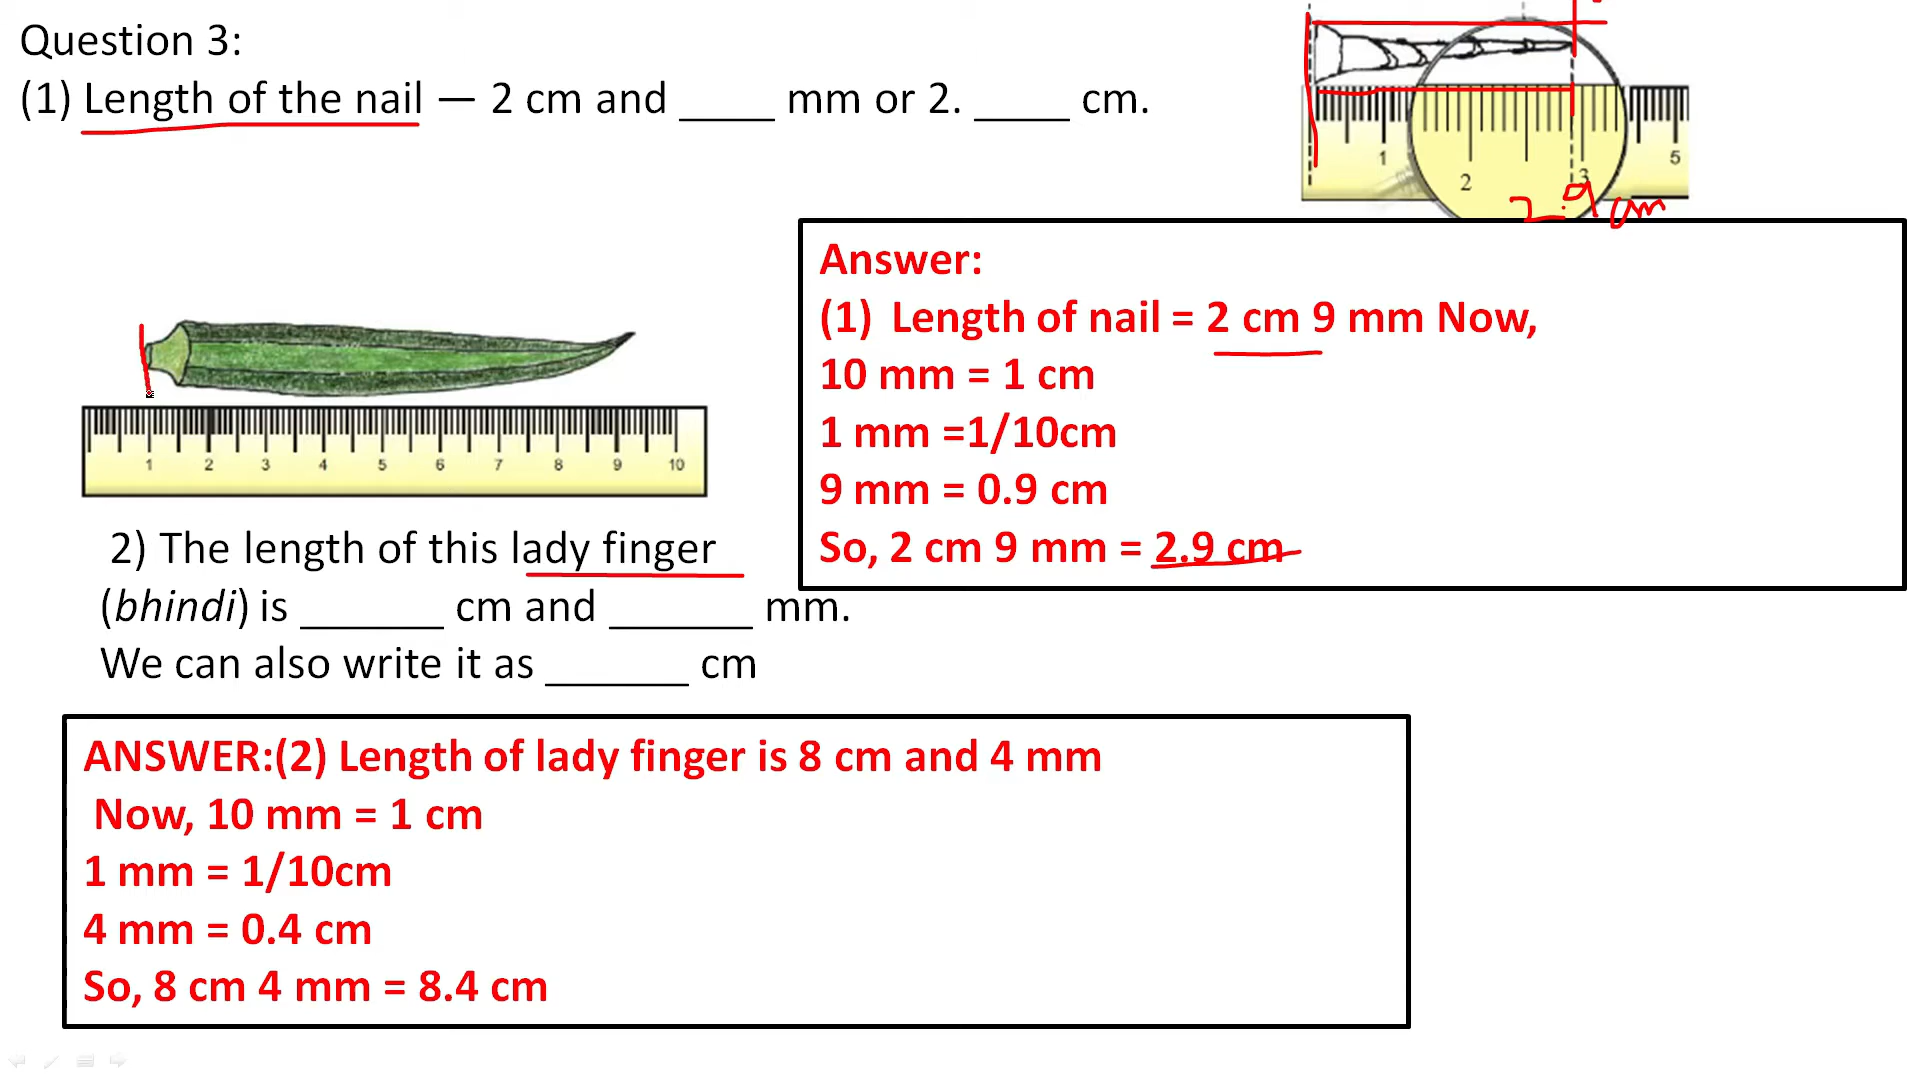 Question 3:
(1) Length of the nail — 2 cm and ____ mm or 2. ____ cm.
1
2
3
5
2.9 cm
Answer:
(1) Length of nail = 2 cm 9 mm Now,
10 mm = 1 cm
1 mm =1/10cm
9 mm = 0.9 cm
So, 2 cm 9 mm = 2.9 cm
1 2 3 4 5 6 7 8 9 10
2) The length of this lady finger
(bhindi) is ______ cm and ______ mm.
We can also write it as ______ cm
ANSWER:(2) Length of lady finger is 8 cm and 4 mm
Now, 10 mm = 1 cm
1 mm = 1/10cm
4 mm = 0.4 cm
So, 8 cm 4 mm = 8.4 cm